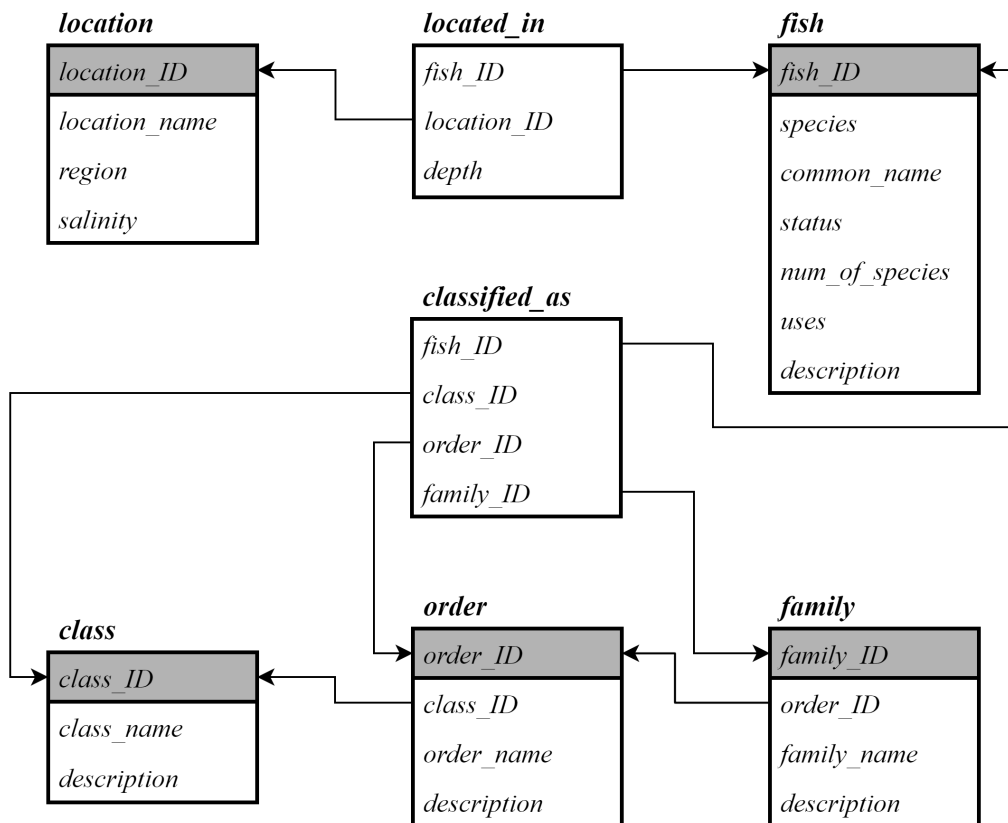 location
location_ID
location_name
region
salinity
located_in
fish_ID
location_ID
depth
fish
fish_ID
species
common_name
status
num_of_species
uses
description
classified_as
fish_ID
class_ID
order_ID
family_ID
class
class_ID
class_name
description
order
order_ID
class_ID
order_name
description
family
family_ID
order_ID
family_name
description